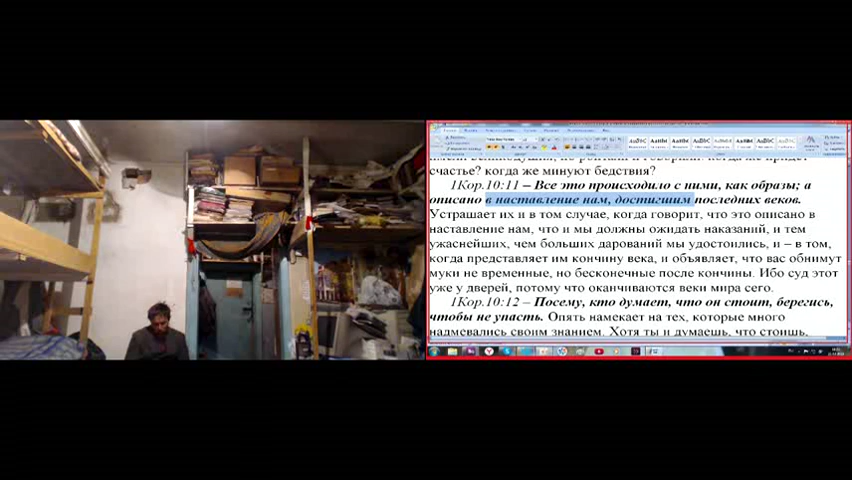 счастье? когда же минуют бедствия?
1Кор.10:11 – Все это происходило с ними, как образы; а
описано в наставление нам, достигшим последних веков.
Устрашает их и в том случае, когда говорит, что это описано в
наставление нам, что и мы должны ожидать наказаний, и тем
ужаснейших, чем больших дарований мы удостоились, и – в том,
когда представляет им кончину века, и объявляет, что вас обнимут
муки не временные, но бесконечные после кончины. Ибо суд этот
уже у дверей, потому что оканчиваются веки мира сего.
1Кор.10:12 – Посему, кто думает, что он стоит, берегись,
чтобы не упасть. Опять намекает на тех, которые много
надмевались своим знанием. Хотя ты и думаешь, что стоишь,